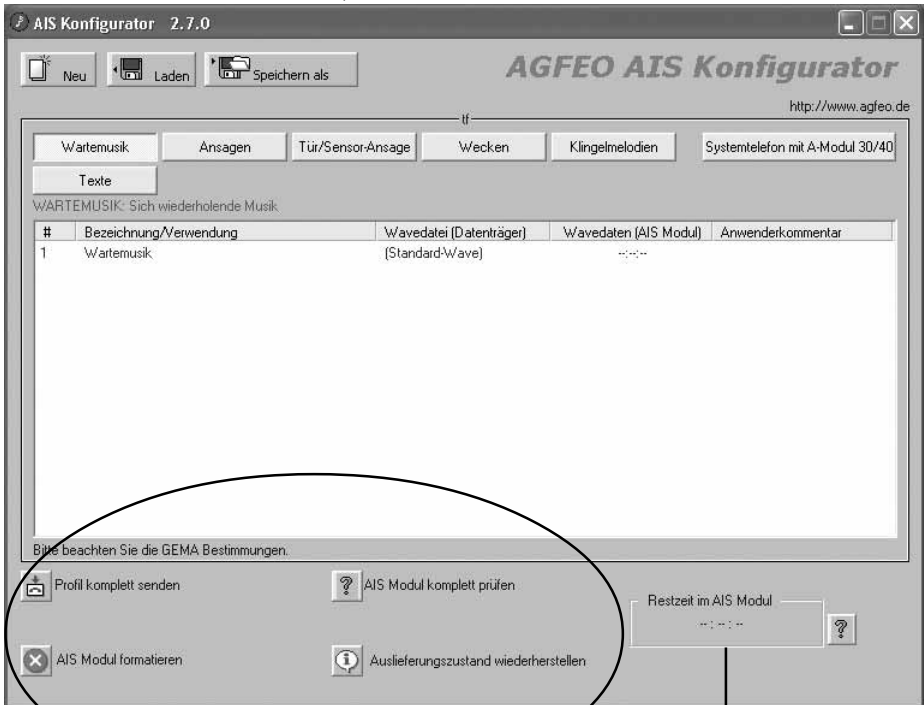 AIS Konfigurator 2.7.0
Neu Laden Speichern als
AGFEO AIS Konfigurator
http://www.agfeo.de
tf
Wartemusik Ansagen Tür/Sensor-Ansage Wecken Klingelmelodien Systemtelefon mit A-Modul 30/40
Texte
WARTEMUSIK: Sich wiederholende Musik
# Bezeichnung/Verwendung Wavedatei (Datenträger) Wavedaten (AIS Modul) Anwenderkommentar
1 Wartemusik (Standard-Wave) --:--:--
Bitte beachten Sie die GEMA Bestimmungen.
Profil komplett senden ? AIS Modul komplett prüfen
Restzeit im AIS Modul
--:--:-- ?
AIS Modul formatieren Auslieferungszustand wiederherstellen